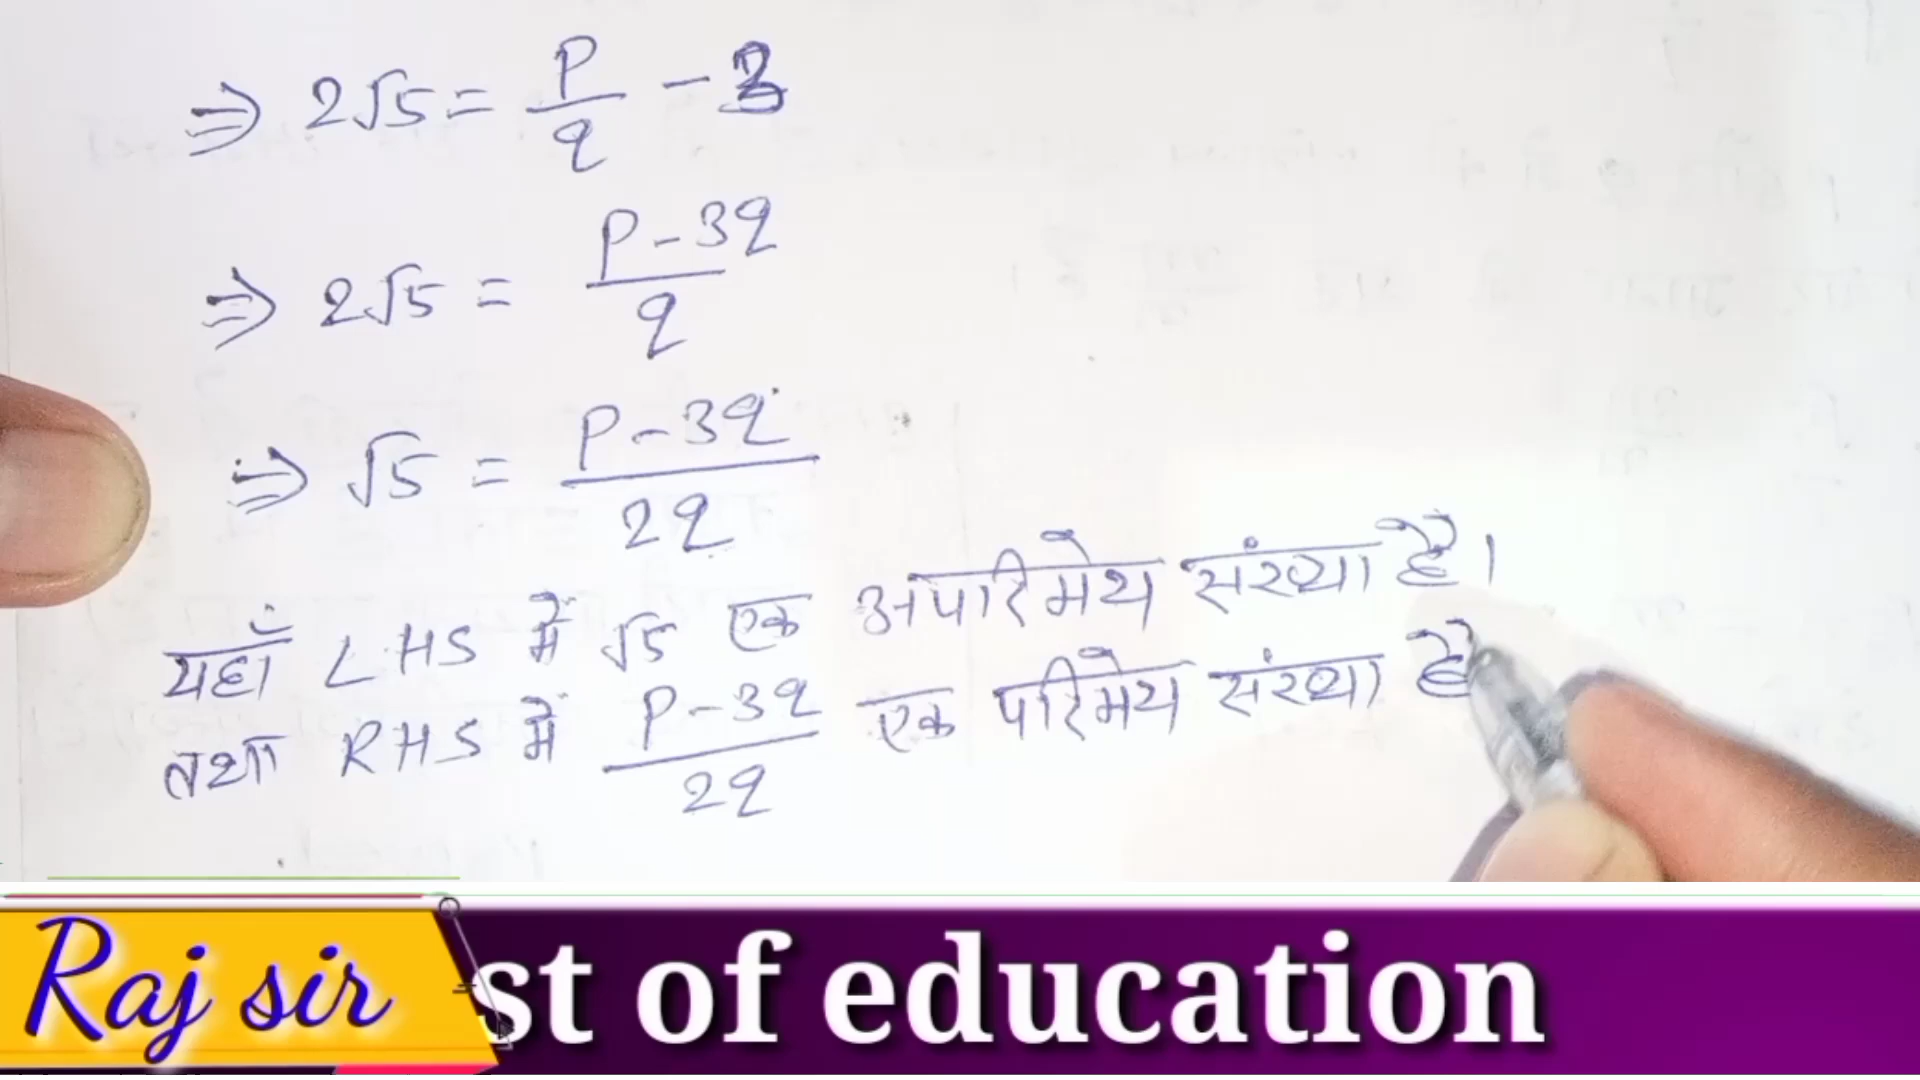 ⇒ 2√5 = p/q - 3
⇒ 2√5 = p-3q/q
⇒ √5 = p-3q/2q
यहाँ LHS में √5 एक अपरिमेय संख्या है।
तथा RHS में p-3q/2q एक परिमेय संख्या है
Raj sir
st of education